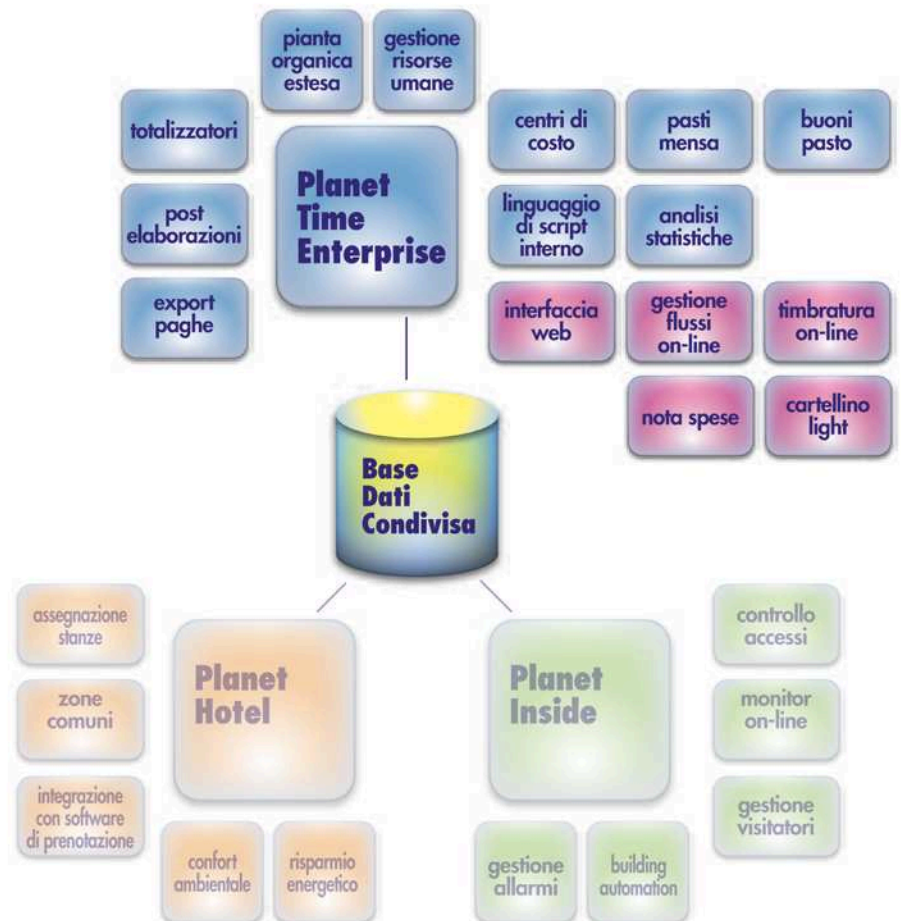 pianta
organica
estesa
gestione
risorse
umane
totalizzatori
post
elaborazioni
export
paghe
Planet
Time
Enterprise
centri di
costo
pasti
mensa
buoni
pasto
linguaggio
di script
interno
analisi
statistiche
interfaccia
web
gestione
flussi
on-line
timbratura
on-line
nota spese
cartellino
light
Base
Dati
Condivisa
assegnazione
stanze
zone
comuni
integrazione
con software
di prenotazione
Planet
Hotel
confort
ambientale
risparmio
energetico
Planet
Inside
controllo
accessi
monitor
on-line
gestione
visitatori
gestione
allarmi
building
automation